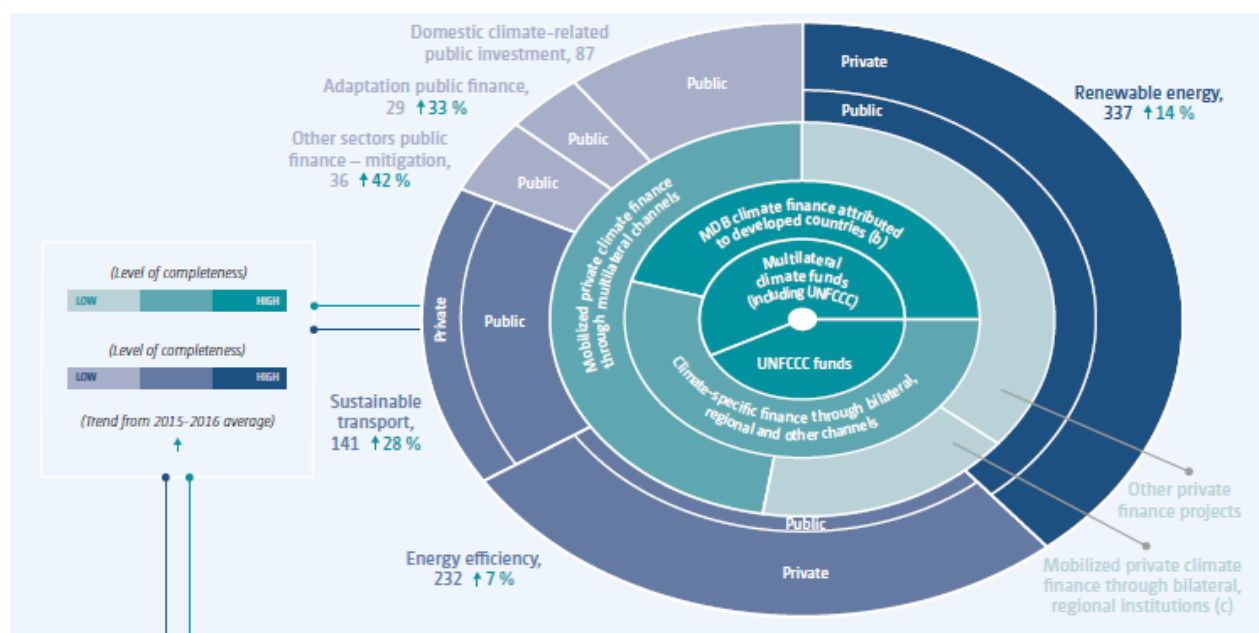 Domestic climate-related
public investment, 87
Adaptation public finance,
29 ↑33 %
Other sectors public
finance – mitigation,
36 ↑42 %
Public
Public
Public
Private
Public
Renewable energy,
337 ↑14 %
Mobilized private climate finance
through multilateral channels
MDB climate finance attributed
to developed countries (b)
Multilateral
climate funds
(including UNFCCC)
UNFCCC funds
Climate-specific finance through bilateral,
regional and other channels
Private
Public
(Level of completeness)
LOW HIGH
(Level of completeness)
LOW HIGH
(Trend from 2015-2016 average)
↑
Sustainable
transport,
141 ↑28 %
Energy efficiency,
232 ↑7 %
Public
Private
Other private
finance projects
Mobilized private climate
finance through bilateral,
regional institutions (c)